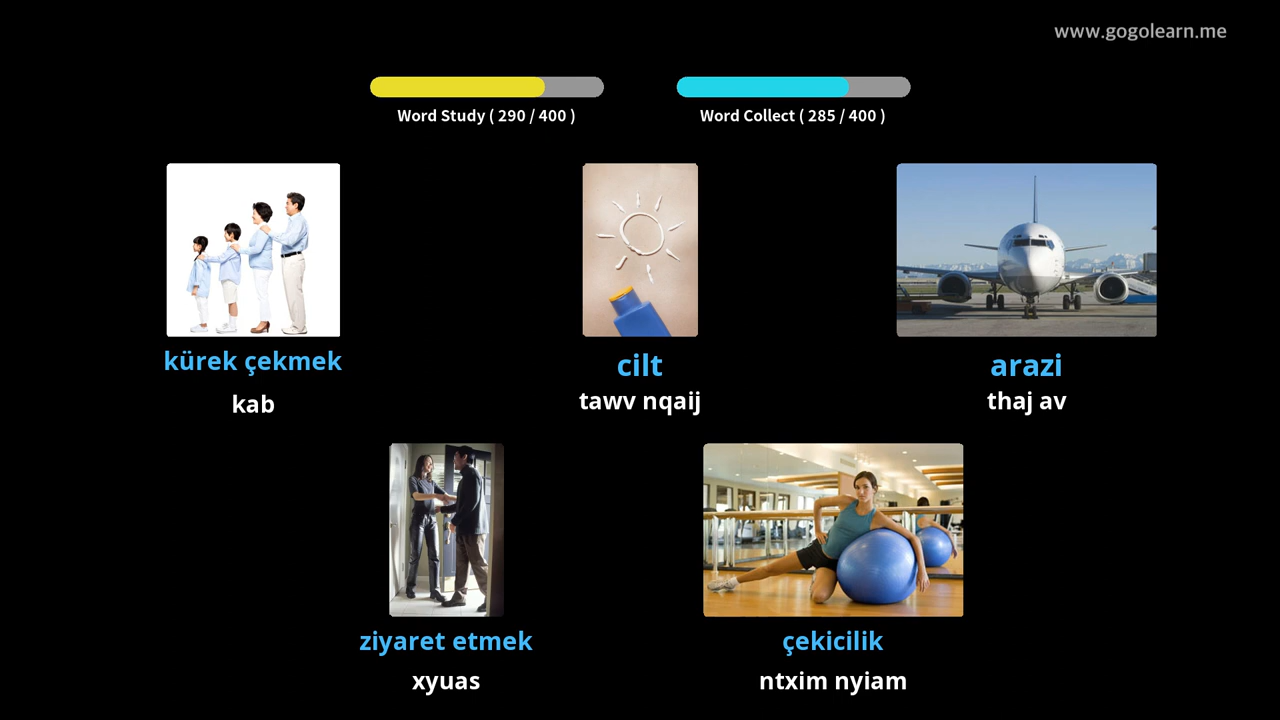 www.gogolearn.me
Word Study ( 290 / 400 )
Word Collect ( 285 / 400 )
kürek çekmek
kab
cilt
tawv nqaij
arazi
thaj av
ziyaret etmek
xyuas
çekicilik
ntxim nyiam